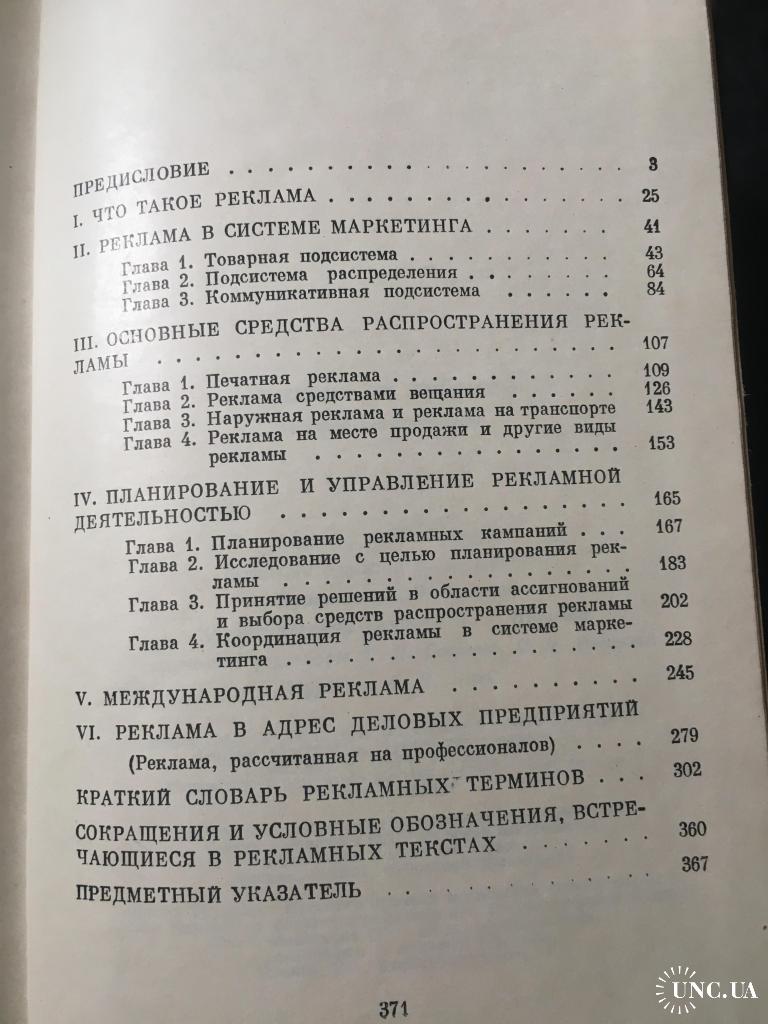 ПРЕДИСЛОВИЕ . . . . . . . . . . . . . . . . . 3
I. ЧТО ТАКОЕ РЕКЛАМА . . . . . . . . . . . . 25
II. РЕКЛАМА В СИСТЕМЕ МАРКЕТИНГА . . . . . . . 41
Глава 1. Товарная подсистема . . . . . . . . . . . 43
Глава 2. Подсистема распределения . . . . . . . . 64
Глава 3. Коммуникативная подсистема . . . . . . 84
III. ОСНОВНЫЕ СРЕДСТВА РАСПРОСТРАНЕНИЯ РЕК-
ЛАМЫ . . . . . . . . . . . . . . . . . . 107
Глава 1. Печатная реклама . . . . . . . . . . . . 109
Глава 2. Реклама средствами вещания . . . . . . 126
Глава 3. Наружная реклама и реклама на транспорте 143
Глава 4. Реклама на месте продажи и другие виды
рекламы . . . . . . . . . . . . . . . 153
IV. ПЛАНИРОВАНИЕ И УПРАВЛЕНИЕ РЕКЛАМНОЙ
ДЕЯТЕЛЬНОСТЬЮ . . . . . . . . . . . . . . 165
Глава 1. Планирование рекламных кампаний . . . 167
Глава 2. Исследование с целью планирования рек-
ламы . . . . . . . . . . . . . . . . . 183
Глава 3. Принятие решений в области ассигнований
и выбора средств распространения рекламы 202
Глава 4. Координация рекламы в системе марке-
тинга . . . . . . . . . . . . . . . . . 228
V. МЕЖДУНАРОДНАЯ РЕКЛАМА . . . . . . . . . 245
VI. РЕКЛАМА В АДРЕС ДЕЛОВЫХ ПРЕДПРИЯТИЙ
(Реклама, рассчитанная на профессионалов) . . . . 279
КРАТКИЙ СЛОВАРЬ РЕКЛАМНЫХ ТЕРМИНОВ . . . 302
СОКРАЩЕНИЯ И УСЛОВНЫЕ ОБОЗНАЧЕНИЯ, ВСТРЕ-
ЧАЮЩИЕСЯ В РЕКЛАМНЫХ ТЕКСТАХ . . . . . . 360
ПРЕДМЕТНЫЙ УКАЗАТЕЛЬ . . . . . . . . . . . 367
371
UNC.UA